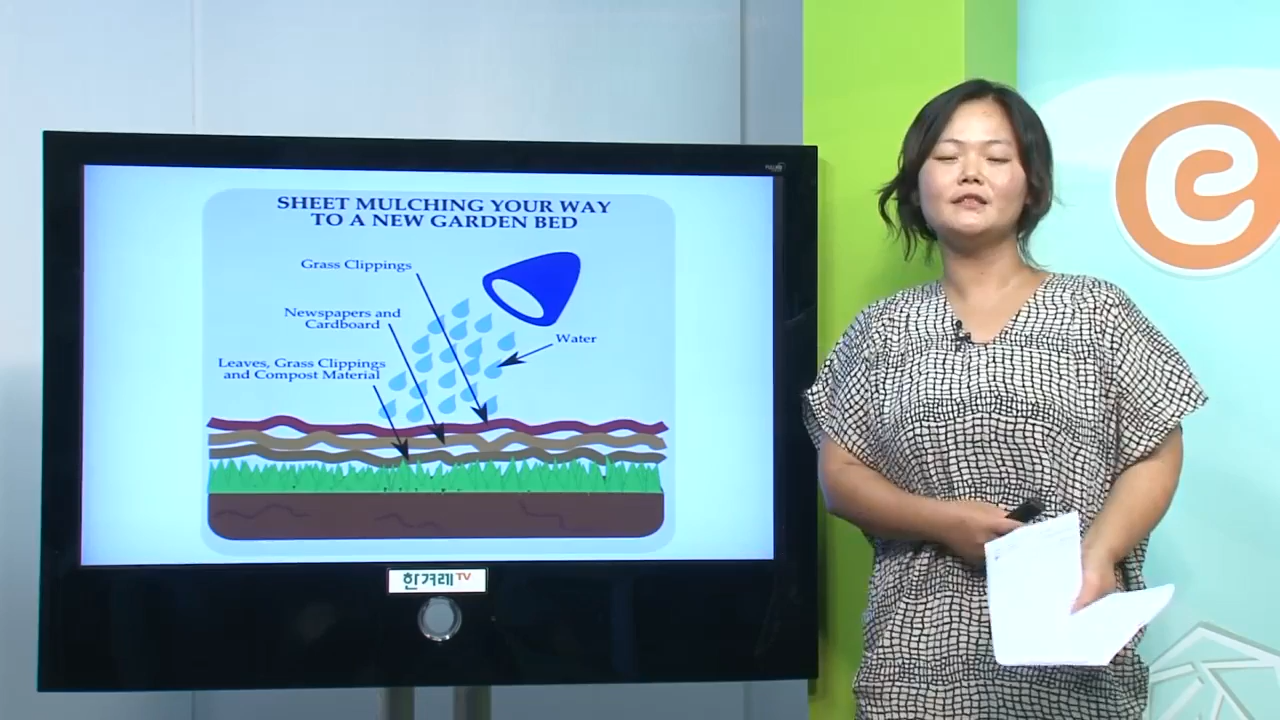 SHEET MULCHING YOUR WAY
TO A NEW GARDEN BED
Grass Clippings
Newspapers and
Cardboard
Water
Leaves, Grass Clippings
and Compost Material
한겨레TV
e